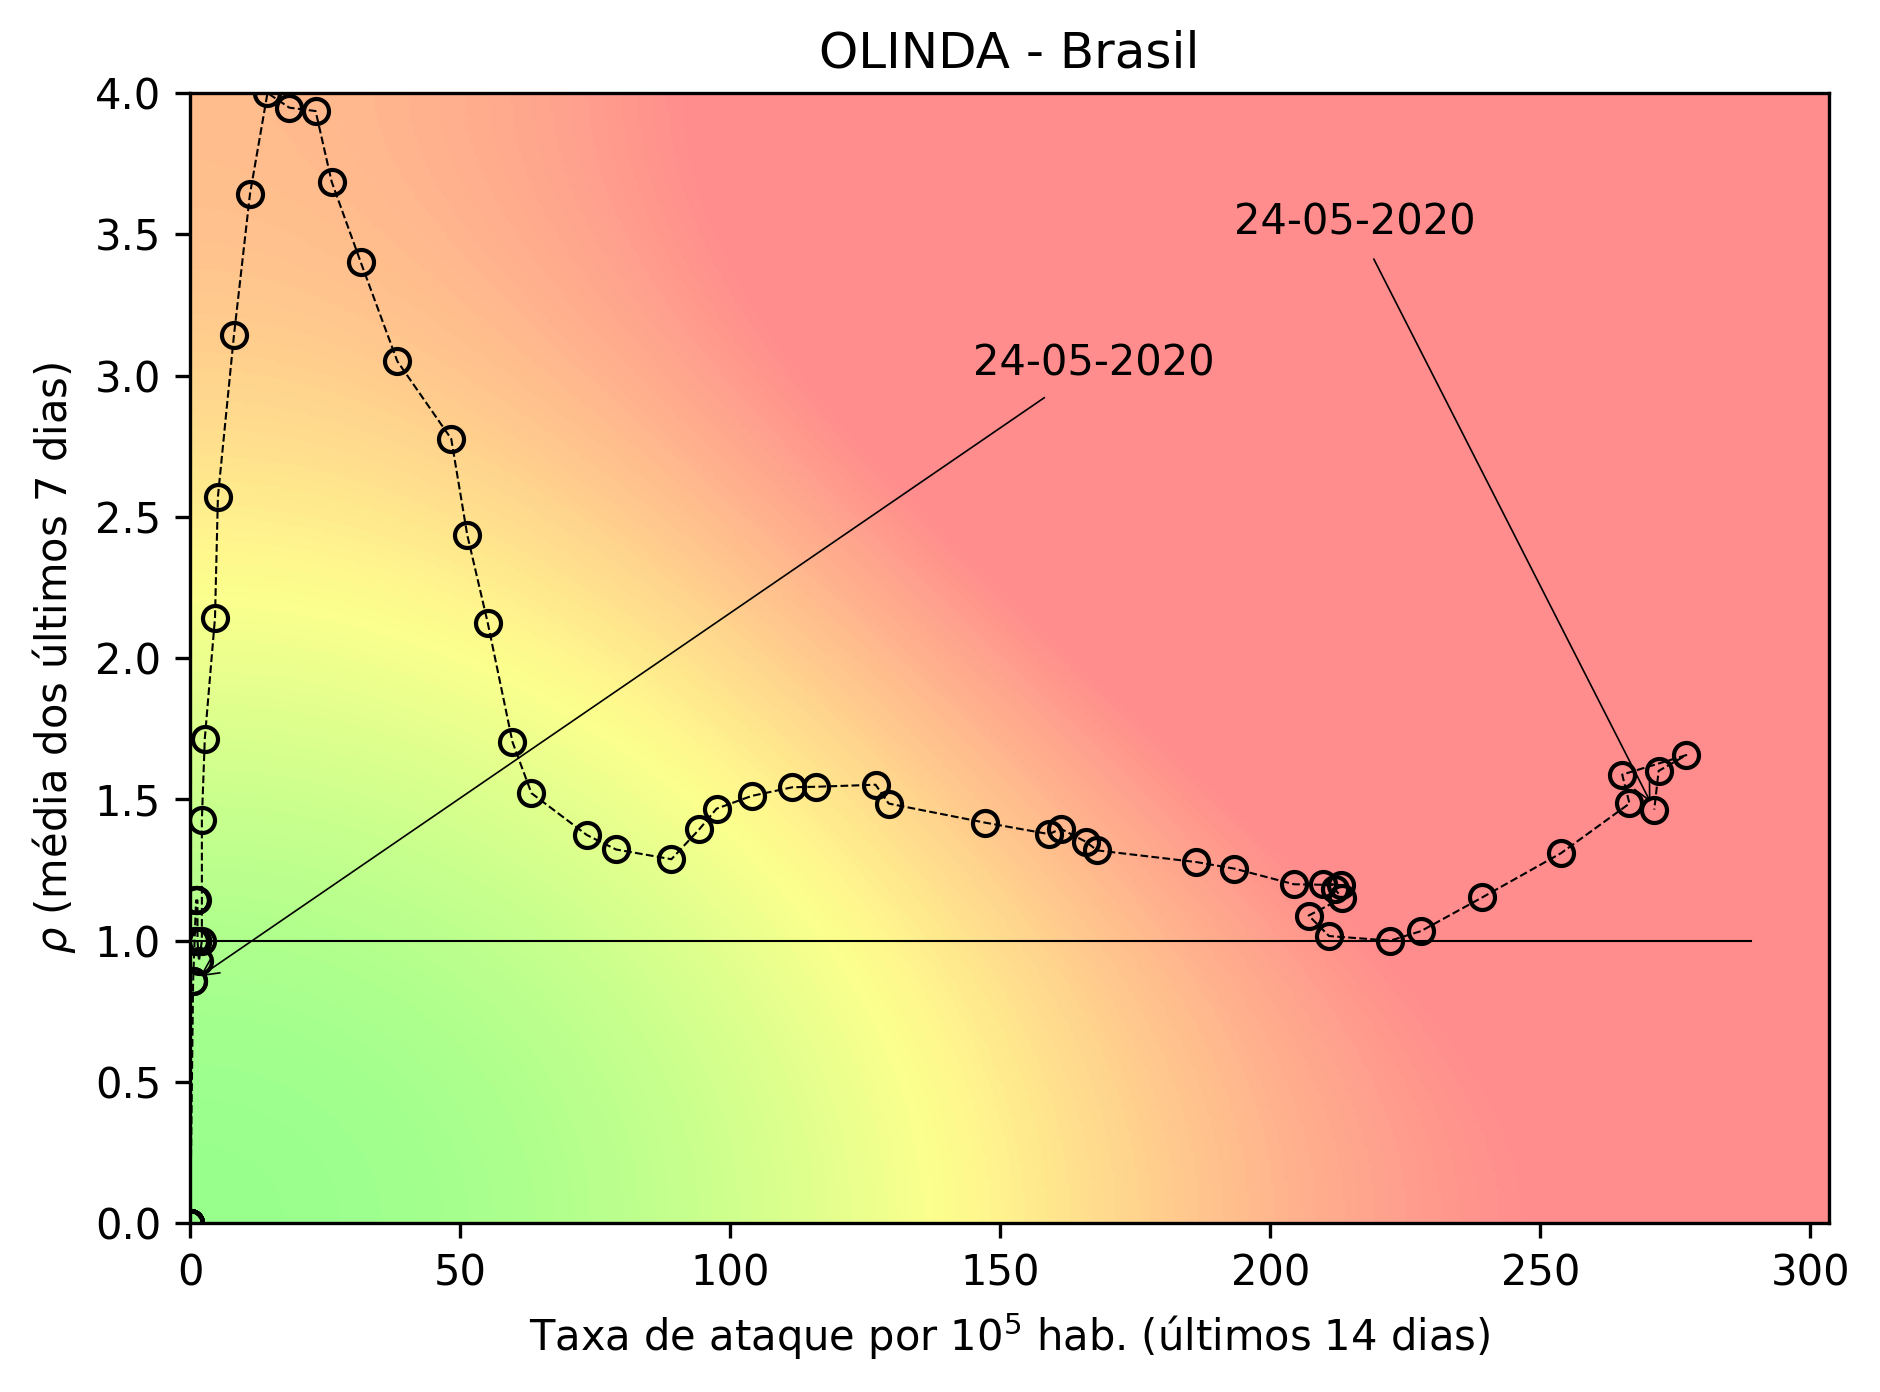 OLINDA - Brasil
4.0
3.5
3.0
2.5
2.0
1.5
1.0
0.5
0.0
ρ (média dos últimos 7 dias)
24-05-2020
24-05-2020
0 50 100 150 200 250 300
Taxa de ataque por 10⁵ hab. (últimos 14 dias)